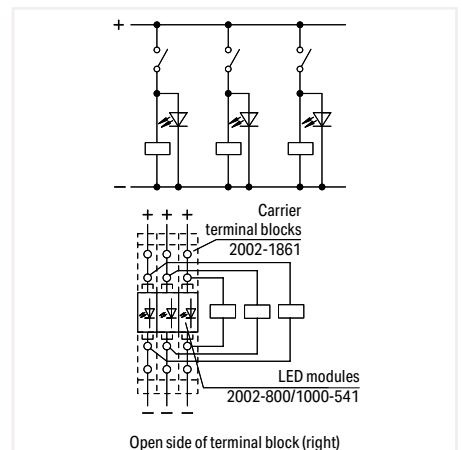 +
−
+ + +
Carrier
terminal blocks
2002-1861
LED modules
2002-800/1000-541
− − −
Open side of terminal block (right)